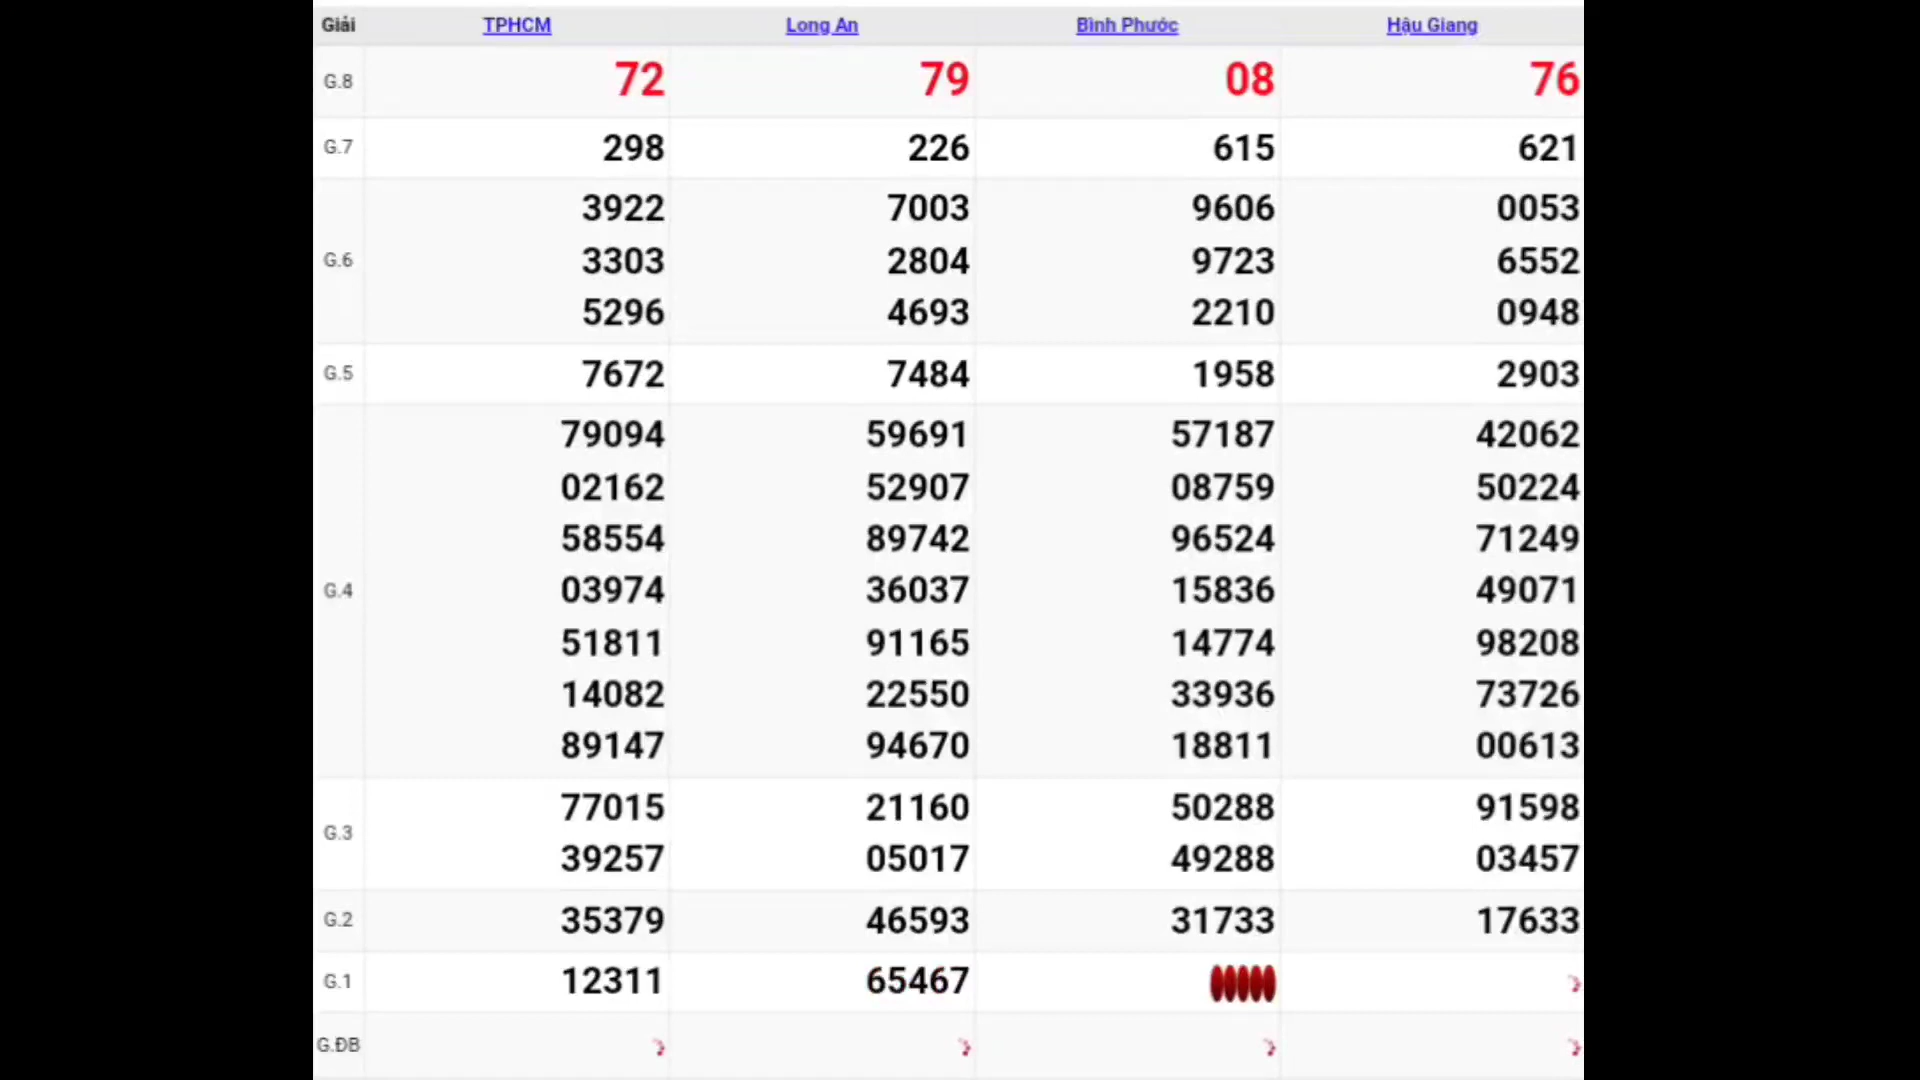 Giải TPHCM Long An Bình Phước Hậu Giang
G.8 72 79 08 76
G.7 298 226 615 621
3922 7003 9606 0053
G.6 3303 2804 9723 6552
5296 4693 2210 0948
G.5 7672 7484 1958 2903
79094 59691 57187 42062
02162 52907 08759 50224
58554 89742 96524 71249
G.4 03974 36037 15836 49071
51811 91165 14774 98208
14082 22550 33936 73726
89147 94670 18811 00613
77015 21160 50288 91598
G.3
39257 05017 49288 03457
G.2 35379 46593 31733 17633
G.1 12311 65467
G.ĐB